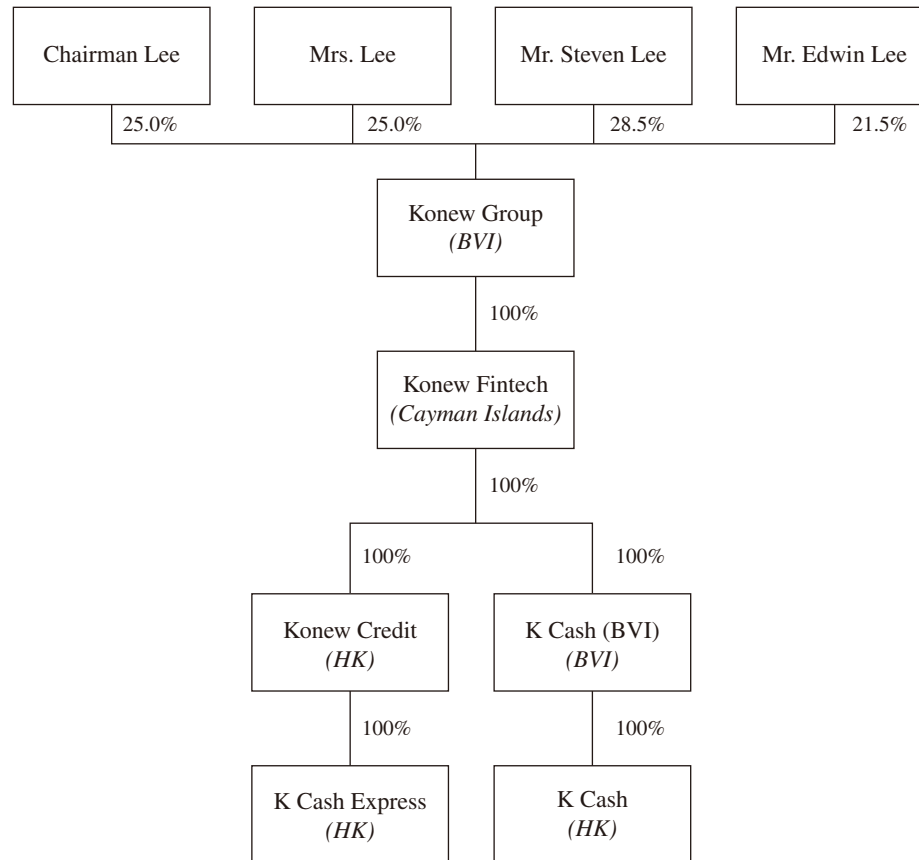 Chairman Lee
Mrs. Lee
Mr. Steven Lee
Mr. Edwin Lee
25.0%
25.0%
28.5%
21.5%
Konew Group
(BVI)
100%
Konew Fintech
(Cayman Islands)
100%
100%
100%
Konew Credit
(HK)
K Cash (BVI)
(BVI)
100%
100%
K Cash Express
(HK)
K Cash
(HK)